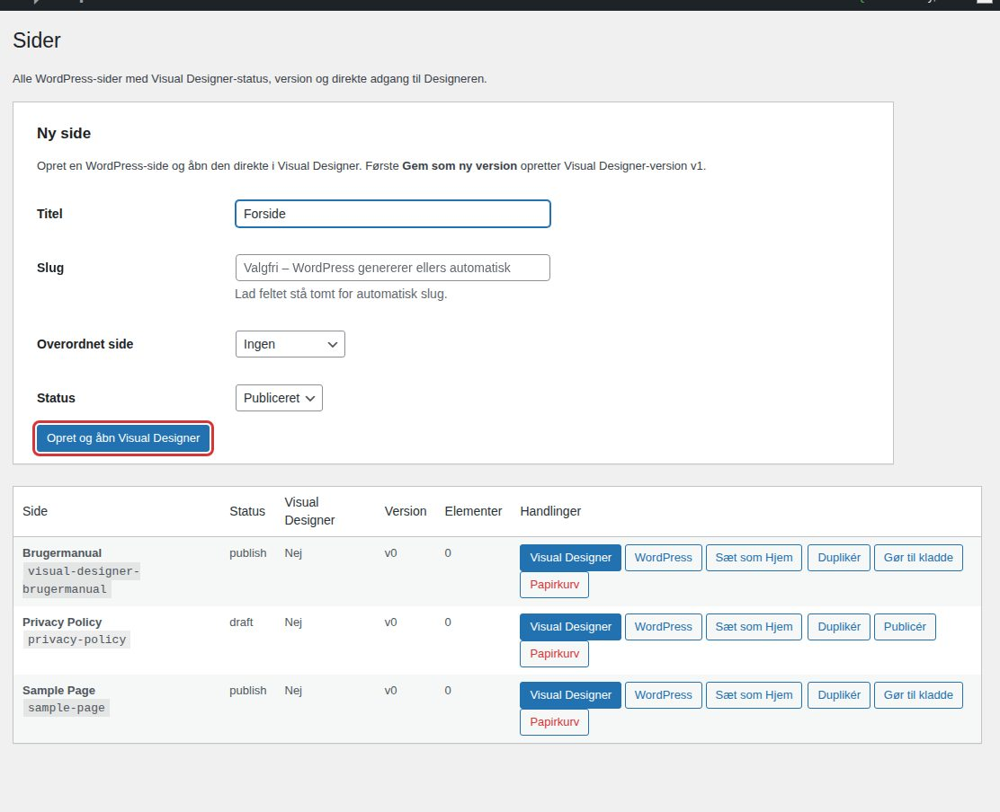 Sider
Alle WordPress-sider med Visual Designer-status, version og direkte adgang til Designeren.
Ny side
Opret en WordPress-side og åbn den direkte i Visual Designer. Første Gem som ny version opretter Visual Designer-version v1.
Titel
Forside
Slug
Valgfri – WordPress genererer ellers automatisk
Lad feltet stå tomt for automatisk slug.
Overordnet side
Ingen
Status
Publiceret
Opret og åbn Visual Designer
Side Status Visual Designer Version Elementer Handlinger
Brugermanual publish Nej v0 0 Visual Designer WordPress Sæt som Hjem Duplikér Gør til kladde
visual-designer-
brugermanual Papirkurv
Privacy Policy draft Nej v0 0 Visual Designer WordPress Sæt som Hjem Duplikér Publicér
privacy-policy Papirkurv
Sample Page publish Nej v0 0 Visual Designer WordPress Sæt som Hjem Duplikér Gør til kladde
sample-page Papirkurv